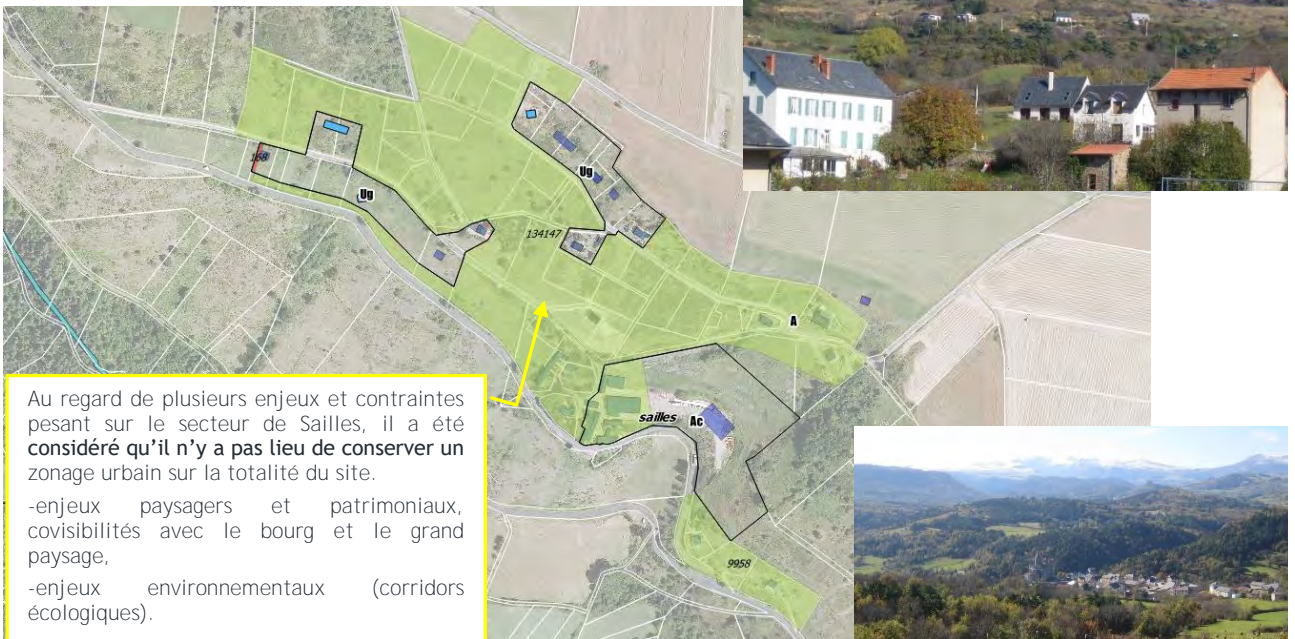 168
Ug
Ug
134147
A
sailles
Ac
9958
Au regard de plusieurs enjeux et contraintes
pesant sur le secteur de Sailles, il a été
considéré qu’il n’y a pas lieu de conserver un
zonage urbain sur la totalité du site.
-enjeux paysagers et patrimoniaux,
covisibilités avec le bourg et le grand
paysage,
-enjeux environnementaux (corridors
écologiques).